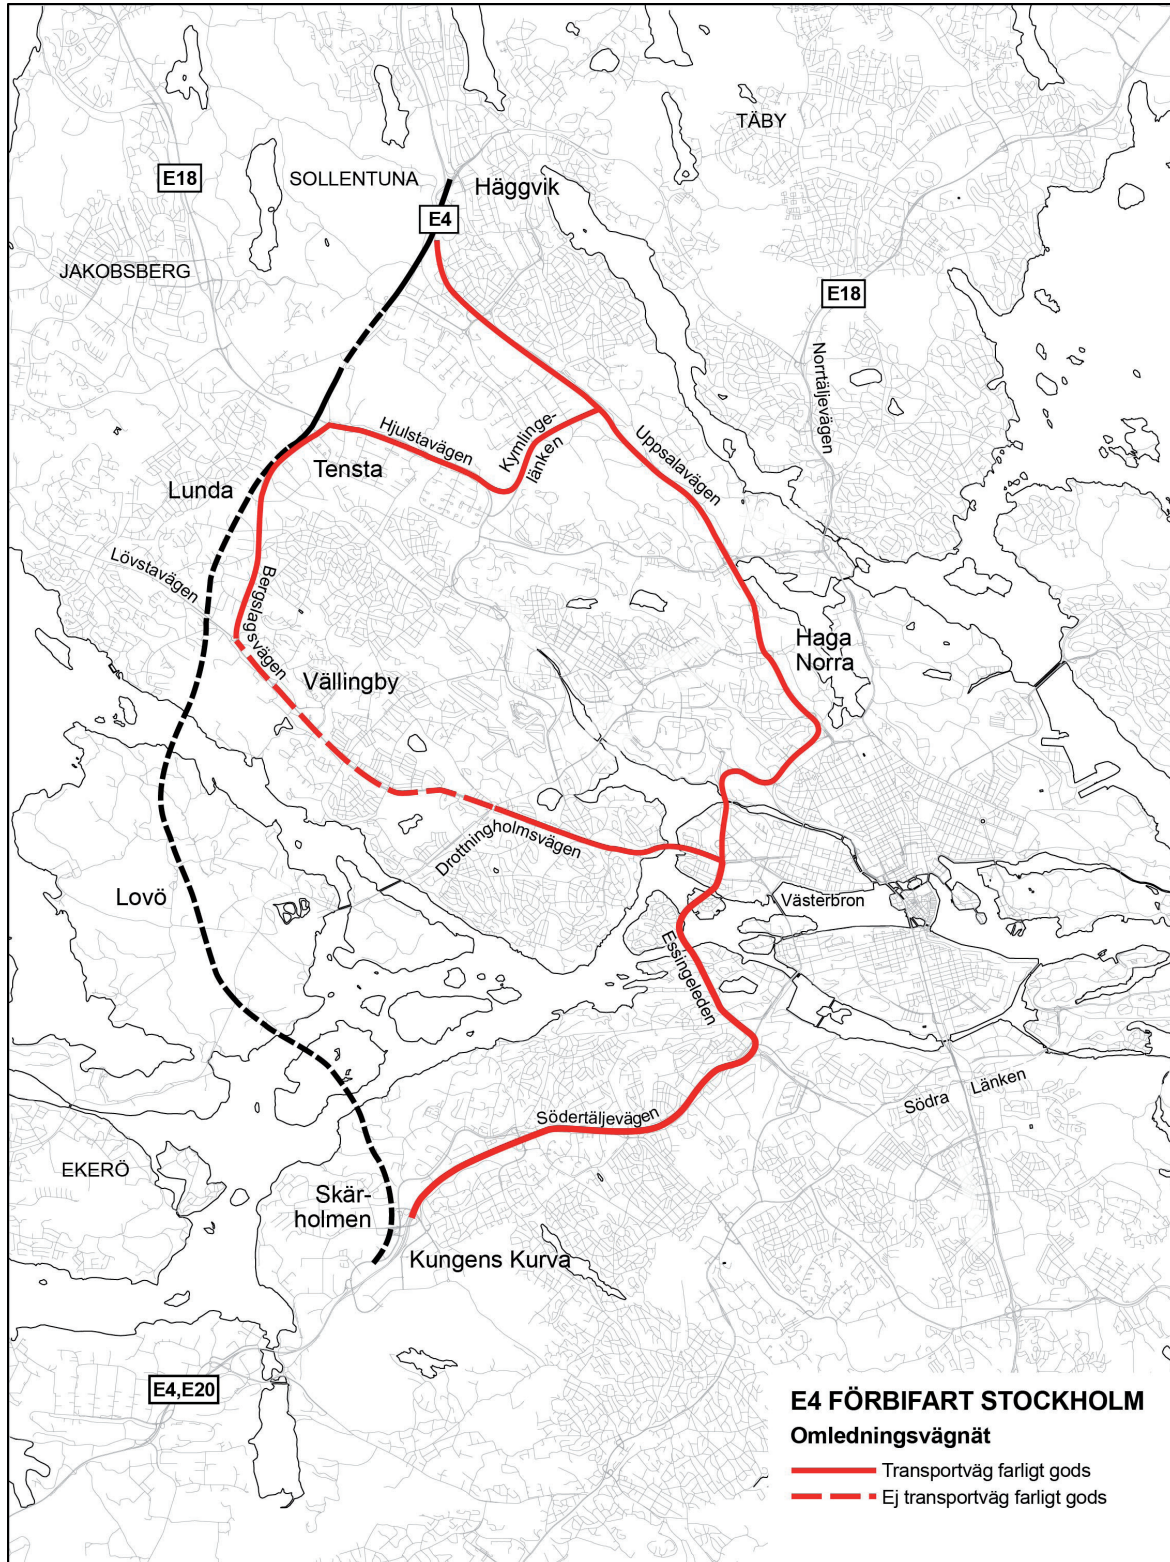 TÄBY
E18
SOLLENTUNA
Häggvik
E4
JAKOBSBERG
E18
Norrtäljevägen
Hjulstavägen
Kymlinge-
länken
Uppsalavägen
Tensta
Lunda
Lövstavägen
Bergslagsvägen
Haga
Norra
Vällingby
Drottningholmsvägen
Lovö
Västerbron
Essingeleden
Södra Länken
Södertäljevägen
EKERÖ
Skär-
holmen
Kungens Kurva
E4,E20
E4 FÖRBIFART STOCKHOLM
Omledningsvägnät
Transportväg farligt gods
Ej transportväg farligt gods